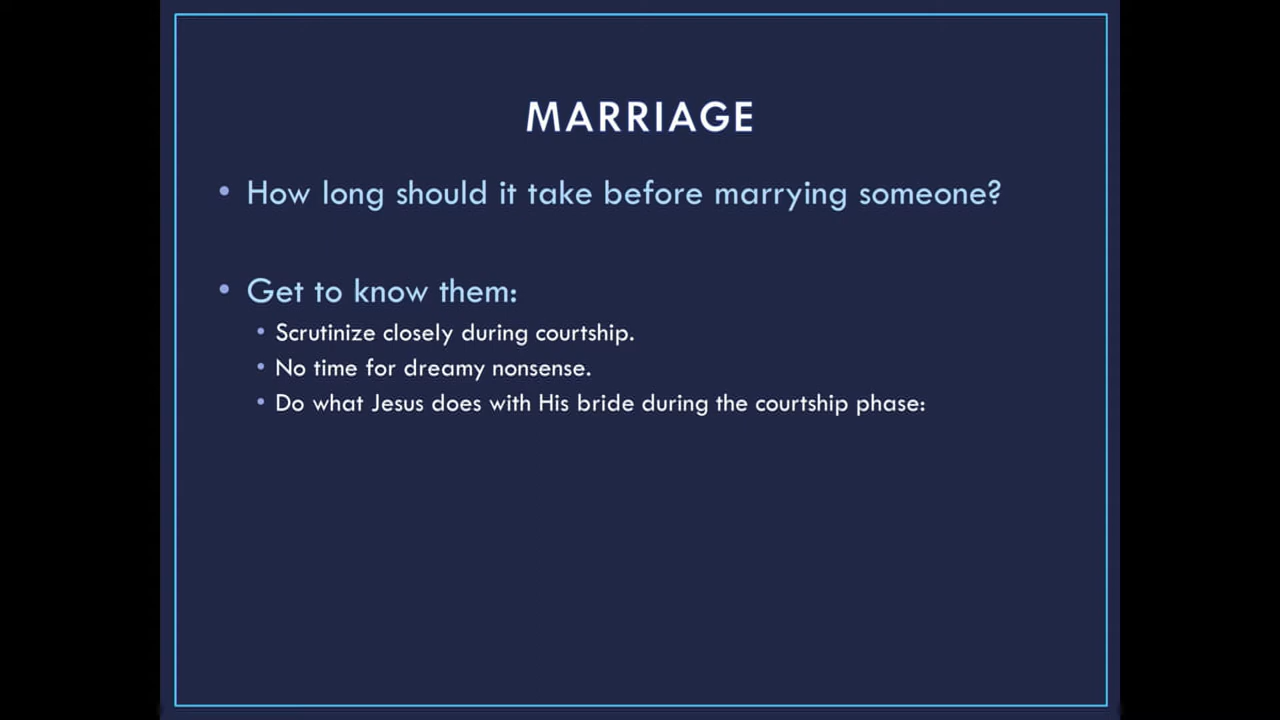 MARRIAGE
• How long should it take before marrying someone?
• Get to know them:
• Scrutinize closely during courtship.
• No time for dreamy nonsense.
• Do what Jesus does with His bride during the courtship phase: